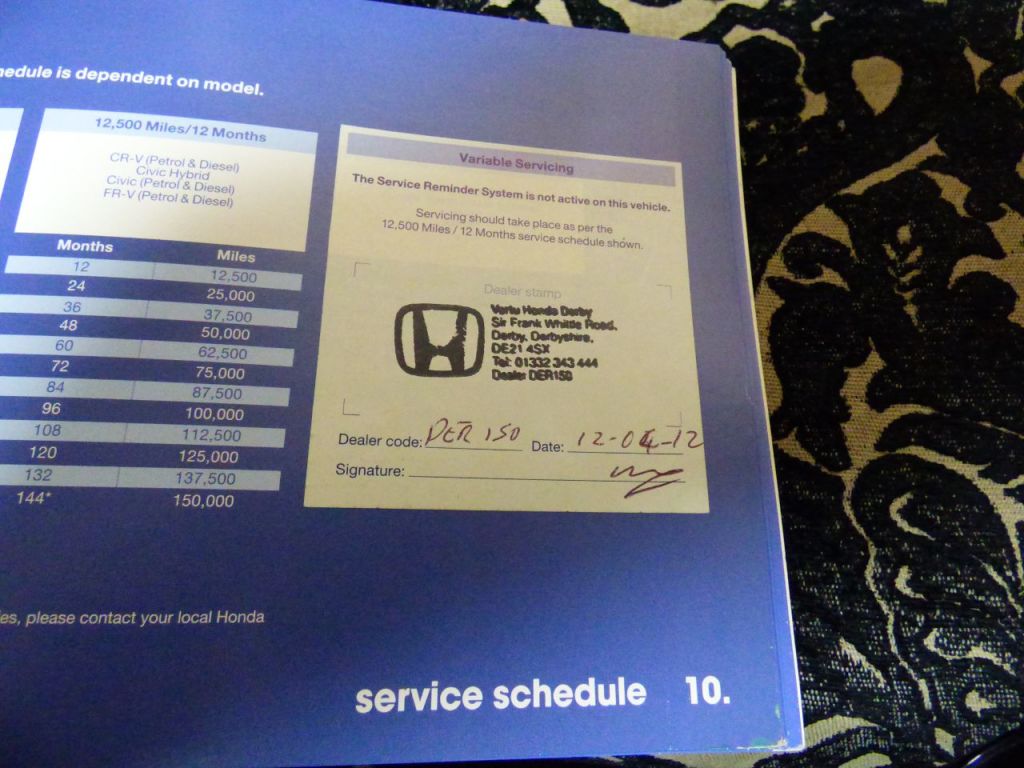 hedule is dependent on model.
12,500 Miles/12 Months
CR-V (Petrol & Diesel)
Civic Hybrid
Civic (Petrol & Diesel)
FR-V (Petrol & Diesel)
Months Miles
12 12,500
24 25,000
36 37,500
48 50,000
60 62,500
72 75,000
84 87,500
96 100,000
108 112,500
120 125,000
132 137,500
144* 150,000
Variable Servicing
The Service Reminder System is not active on this vehicle.
Servicing should take place as per the
12,500 Miles / 12 Months service schedule shown.
Dealer stamp
Vertu Honda Derby
Sir Frank Whittle Road,
Derby, Derbyshire,
DE21 4SX
Tel: 01332 343 444
Dealer DER150
Dealer code: DER 150 Date: 12-04-12
Signature:
es, please contact your local Honda
service schedule 10.